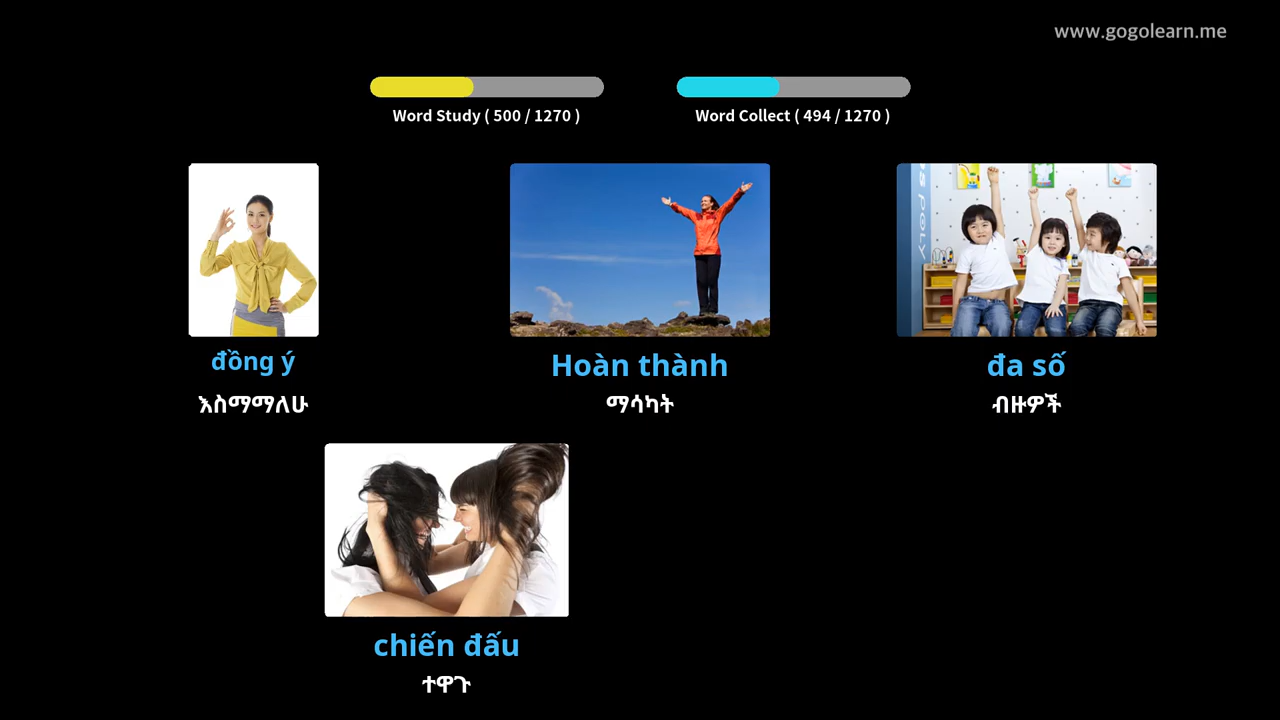 www.gogolearn.me
Word Study ( 500 / 1270 )
Word Collect ( 494 / 1270 )
đồng ý
Hoàn thành
đa số
እስማማለሁ
ማሳካት
ብዙዎች
chiến đấu
ተዋጉ